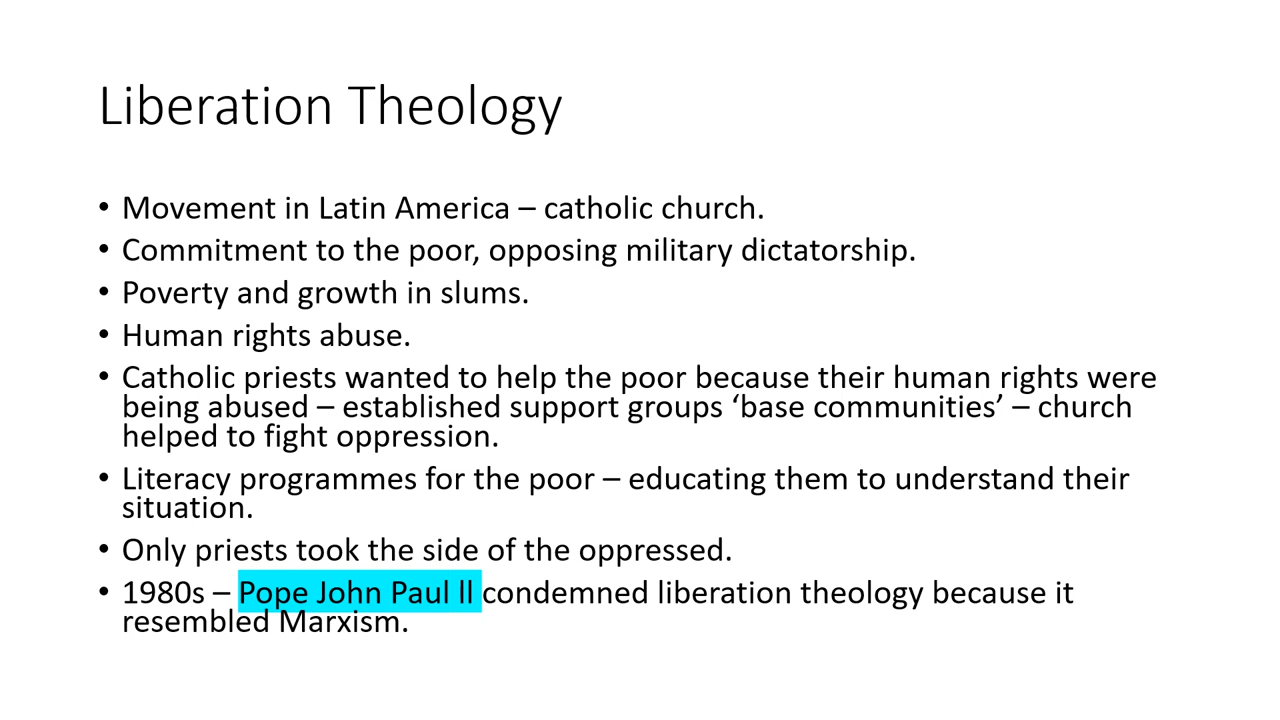 Liberation Theology
• Movement in Latin America – catholic church.
• Commitment to the poor, opposing military dictatorship.
• Poverty and growth in slums.
• Human rights abuse.
• Catholic priests wanted to help the poor because their human rights were
being abused – established support groups ‘base communities’ – church
helped to fight oppression.
• Literacy programmes for the poor – educating them to understand their
situation.
• Only priests took the side of the oppressed.
• 1980s – Pope John Paul ll condemned liberation theology because it
resembled Marxism.